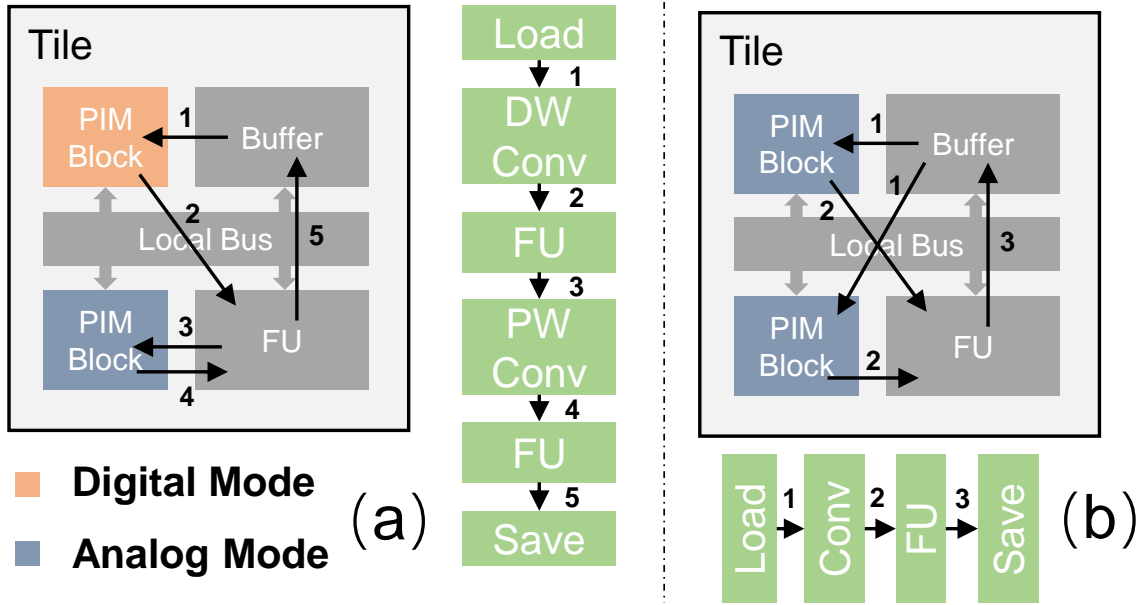 Tile
PIM
Block
1
Buffer
2
Local Bus
5
PIM
Block
3
4
FU
Digital Mode
Analog Mode
(a)
Load
1
DW
Conv
2
FU
3
PW
Conv
4
FU
5
Save
Tile
PIM
Block
1
Buffer
1
2
Local Bus
3
PIM
Block
2
FU
Load
1
Conv
2
FU
3
Save
(b)